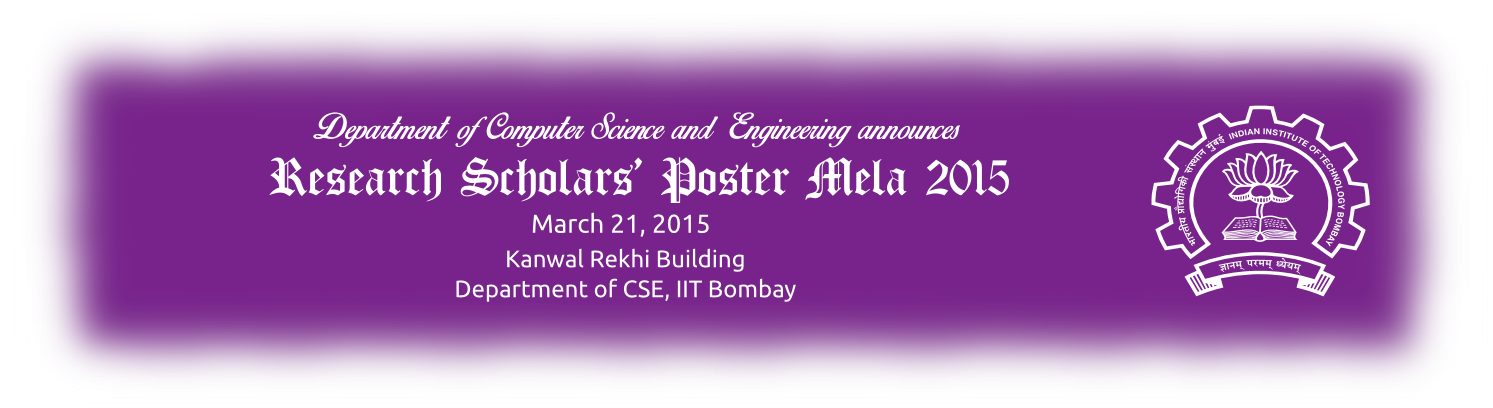 Department of Computer Science and Engineering announces
Research Scholars' Poster Mela 2015
March 21, 2015
Kanwal Rekhi Building
Department of CSE, IIT Bombay
भारतीय प्रौद्योगिकी संस्थान मुंबई INDIAN INSTITUTE OF TECHNOLOGY BOMBAY
ज्ञानम् परमम् ध्येयम्